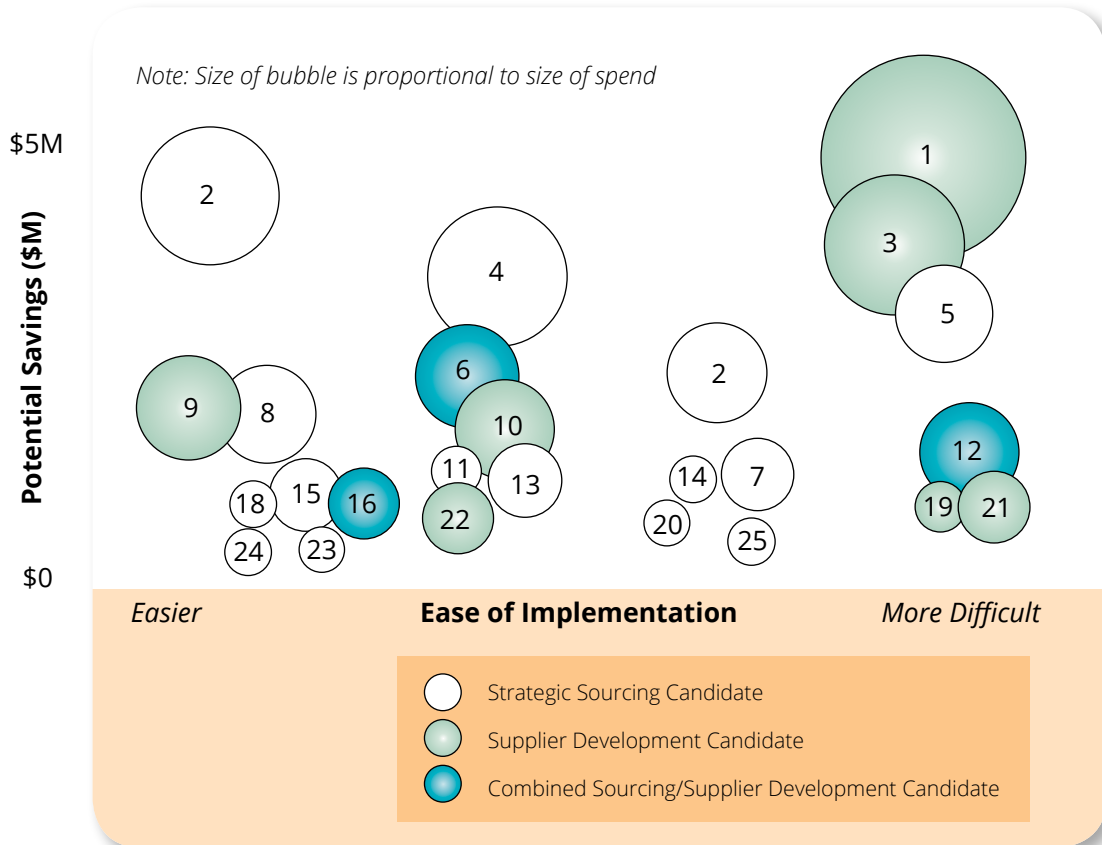 Note: Size of bubble is proportional to size of spend
$5M
Potential Savings ($M)
$0
1
2
3
4
5
6
2
9
8
10
12
11
13
14
7
18
15
16
22
20
19
21
24
23
25
Easier
Ease of Implementation
More Difficult
Strategic Sourcing Candidate
Supplier Development Candidate
Combined Sourcing/Supplier Development Candidate